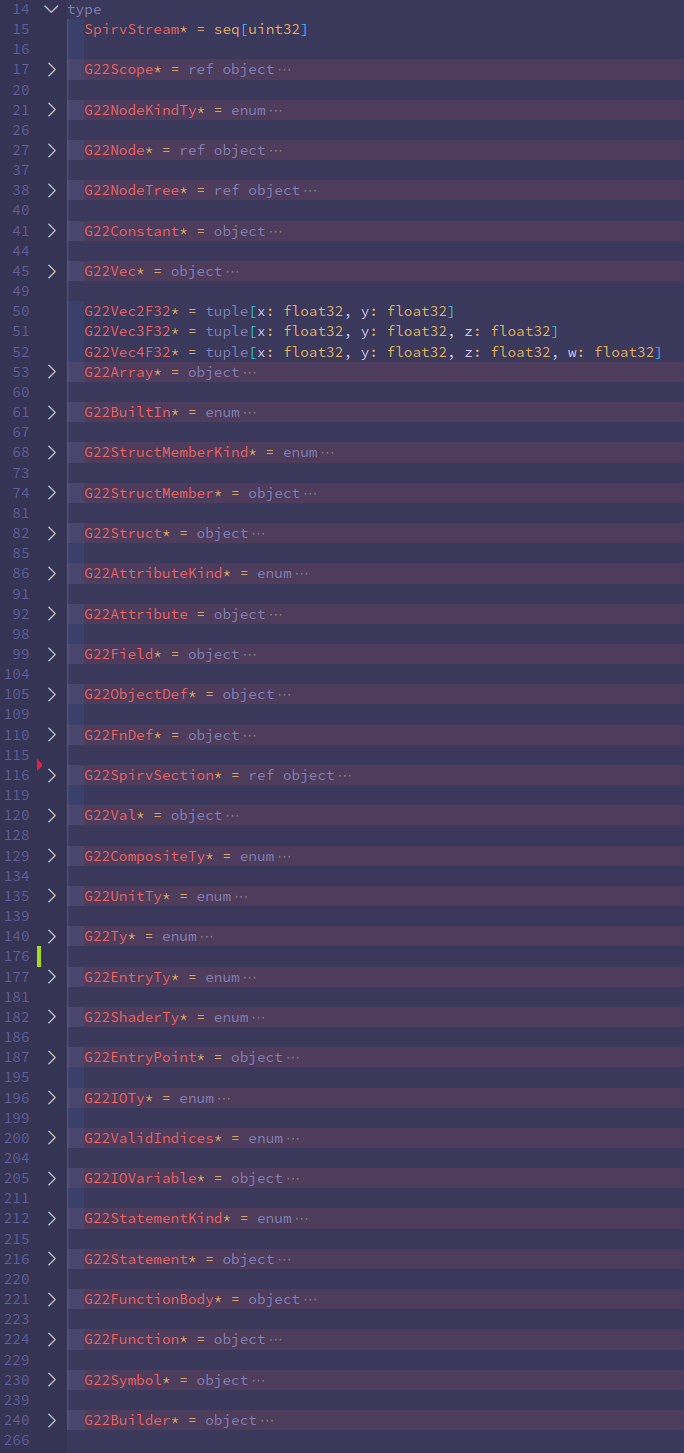 14 type
15 SpirvStream* = seq[uint32]
16
17 G22Scope* = ref object···
20
21 G22NodeKindTy* = enum···
26
27 G22Node* = ref object···
37
38 G22NodeTree* = ref object···
40
41 G22Constant* = object···
44
45 G22Vec* = object···
49
50 G22Vec2F32* = tuple[x: float32, y: float32]
51 G22Vec3F32* = tuple[x: float32, y: float32, z: float32]
52 G22Vec4F32* = tuple[x: float32, y: float32, z: float32, w: float32]
53 G22Array* = object···
60
61 G22BuiltIn* = enum···
67
68 G22StructMemberKind* = enum···
73
74 G22StructMember* = object···
81
82 G22Struct* = object···
85
86 G22AttributeKind* = enum···
91
92 G22Attribute = object···
98
99 G22Field* = object···
104
105 G22ObjectDef* = object···
109
110 G22FnDef* = object···
115
116 G22SpirvSection* = ref object···
119
120 G22Val* = object···
128
129 G22CompositeTy* = enum···
134
135 G22UnitTy* = enum···
139
140 G22Ty* = enum···
176
177 G22EntryTy* = enum···
181
182 G22ShaderTy* = enum···
186
187 G22EntryPoint* = object···
195
196 G22IOTy* = enum···
199
200 G22ValidIndices* = enum···
204
205 G22IOVariable* = object···
211
212 G22StatementKind* = enum···
215
216 G22Statement* = object···
220
221 G22FunctionBody* = object···
223
224 G22Function* = object···
229
230 G22Symbol* = object···
239
240 G22Builder* = object···
266